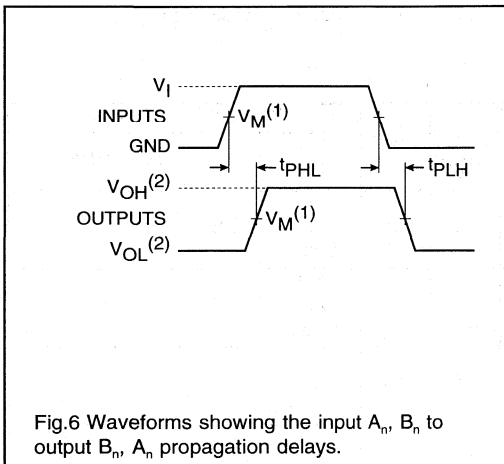 V_I
INPUTS V_M(1)
GND
t_PHL t_PLH
V_OH(2)
OUTPUTS V_M(1)
V_OL(2)
Fig.6 Waveforms showing the input A_n, B_n to
output B_n, A_n propagation delays.